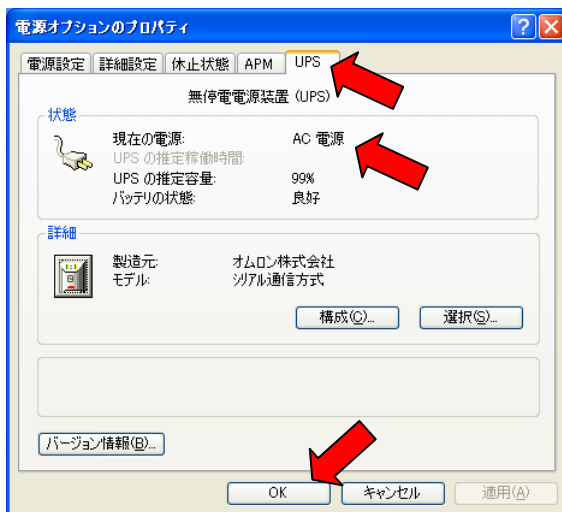 電源オプションのプロパティ
電源設定 詳細設定 休止状態 APM UPS
無停電電源装置 (UPS)
状態
現在の電源: AC 電源
UPS の推定稼働時間:
UPS の推定容量: 99%
バッテリの状態: 良好
詳細
製造元: オムロン株式会社
モデル: シリアル通信方式
構成(C)... 選択(S)...
バージョン情報(B)...
OK キャンセル 適用(A)